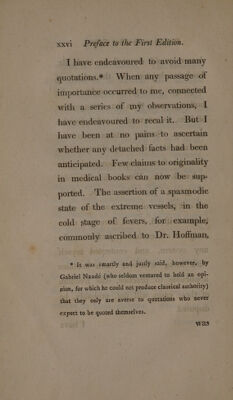 xxvi Preface to the First Edition.
I have endeavoured to avoid many
quotations.* When any passage of
importance occurred to me, connected
with a series of my observations, I
have endeavoured to recal it. But I
have been at no pains to ascertain
whether any detached facts had been
anticipated. Few claims to originality
in medical books can now be sup-
ported. The assertion of a spasmodic
state of the extreme vessels, in the
cold stage of fevers, for example,
commonly ascribed to Dr. Hoffman,
* It was smartly and justly said, however, by
Gabriel Naudé (who seldom ventured to hold an opi-
nion, for which he could not produce classical authority)
that they only are averse to quotations who never
expect to be quoted themselves.
was